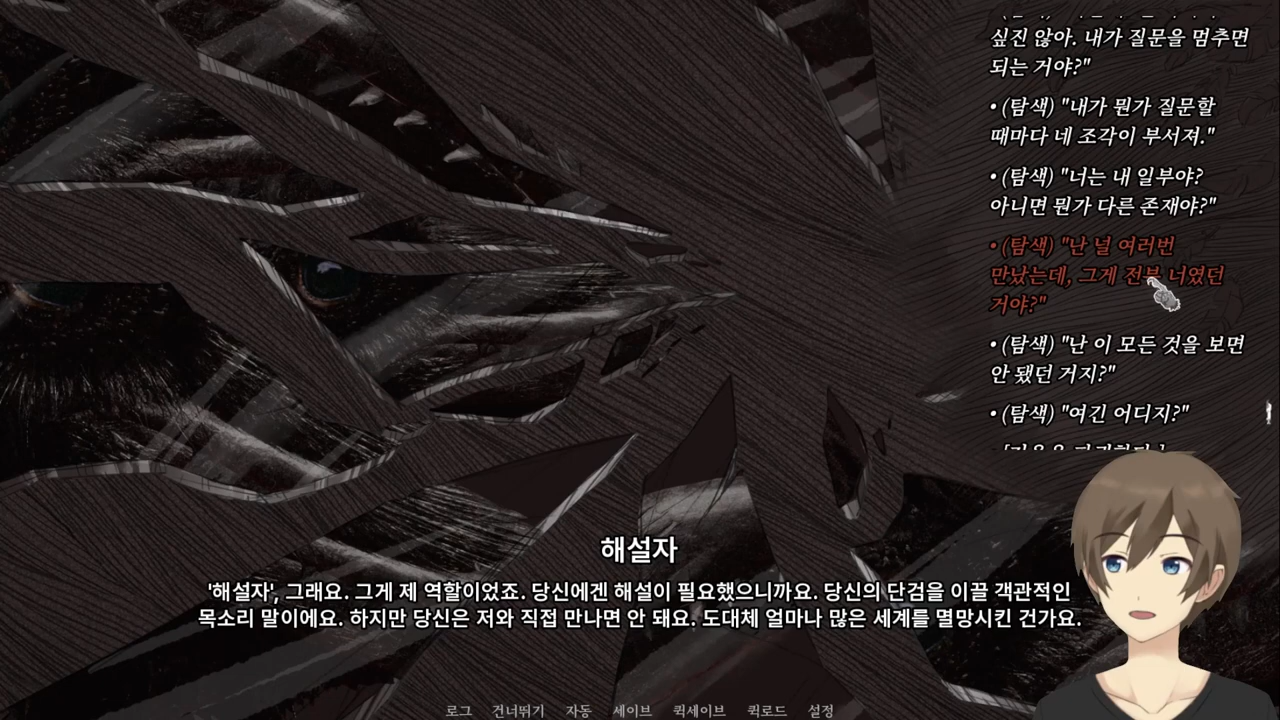 싶진 않아. 내가 질문을 멈추면
되는 거야?"
• (탐색) "내가 뭔가 질문할
때마다 네 조각이 부서져."
• (탐색) "너는 내 일부야?
아니면 뭔가 다른 존재야?"
• (탐색) "난 널 여러번
만났는데, 그게 전부 너였던
거야?"
• (탐색) "난 이 모든 것을 보면
안 됐던 거지?"
• (탐색) "여긴 어디지?"
해설자
'해설자', 그래요. 그게 제 역할이었죠. 당신에겐 해설이 필요했으니까요. 당신의 단검을 이끌 객관적인
목소리 말이에요. 하지만 당신은 저와 직접 만나면 안 돼요. 도대체 얼마나 많은 세계를 멸망시킨 건가요.
로그 건너뛰기 자동 세이브 퀵세이브 퀵로드 설정